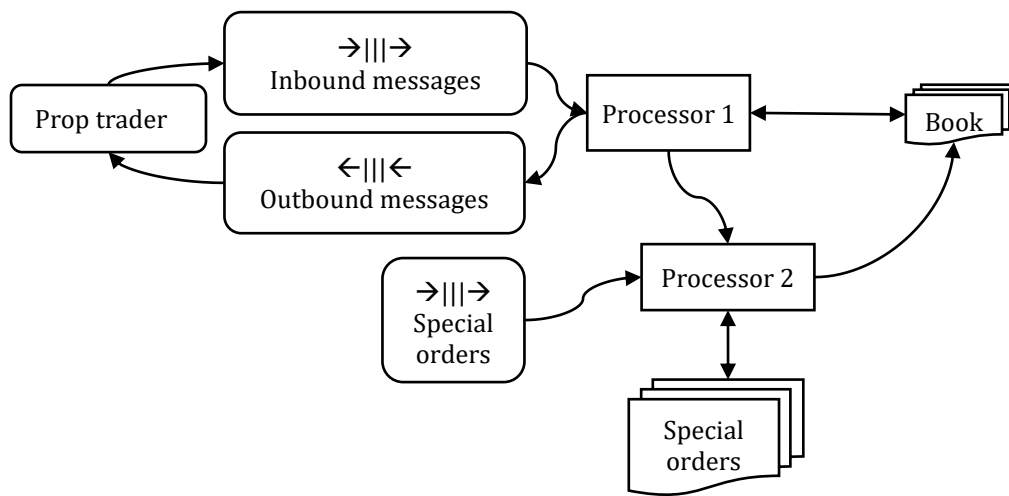 →|||→
Inbound messages
Prop trader
Processor 1
Book
←|||←
Outbound messages
→|||→
Special
orders
Processor 2
Special
orders